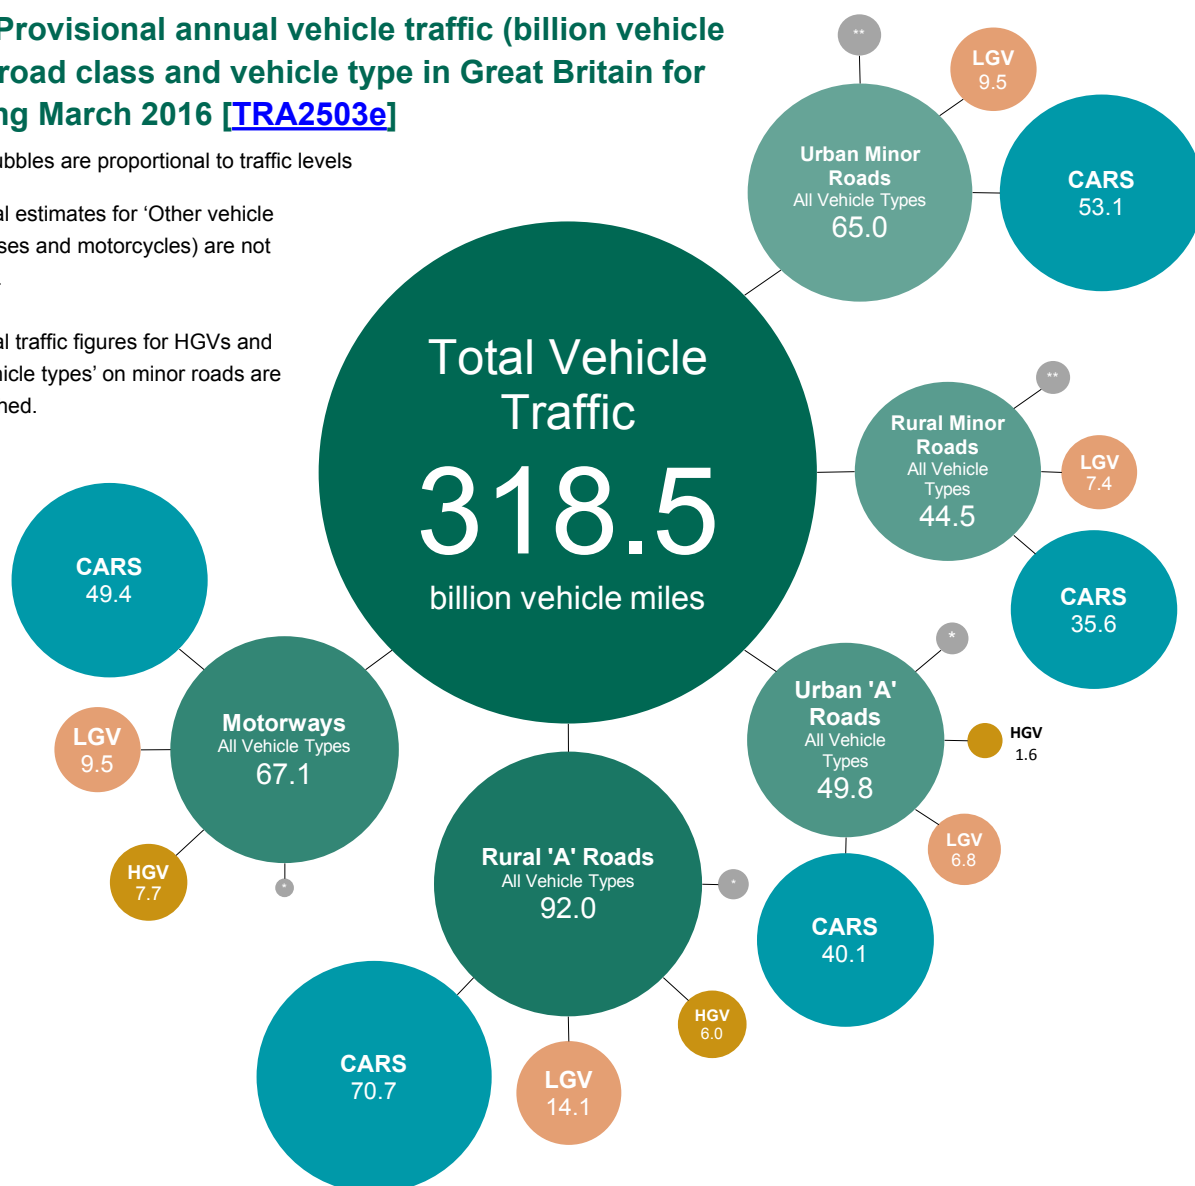 Provisional annual vehicle traffic (billion vehicle
road class and vehicle type in Great Britain for
ng March 2016 [TRA2503e]
ubbles are proportional to traffic levels
al estimates for ‘Other vehicle
ses and motorcycles) are not
al traffic figures for HGVs and
hicle types’ on minor roads are
hed.
Total Vehicle
Traffic
318.5
billion vehicle miles
**
LGV
9.5
Urban Minor
Roads
All Vehicle Types
65.0
CARS
53.1
**
Rural Minor
Roads
All Vehicle
Types
44.5
LGV
7.4
CARS
35.6
*
Urban 'A'
Roads
All Vehicle
Types
49.8
HGV
1.6
LGV
6.8
CARS
40.1
CARS
49.4
Motorways
All Vehicle Types
67.1
LGV
9.5
HGV
7.7
*
Rural 'A' Roads
All Vehicle Types
92.0
*
HGV
6.0
LGV
14.1
CARS
70.7